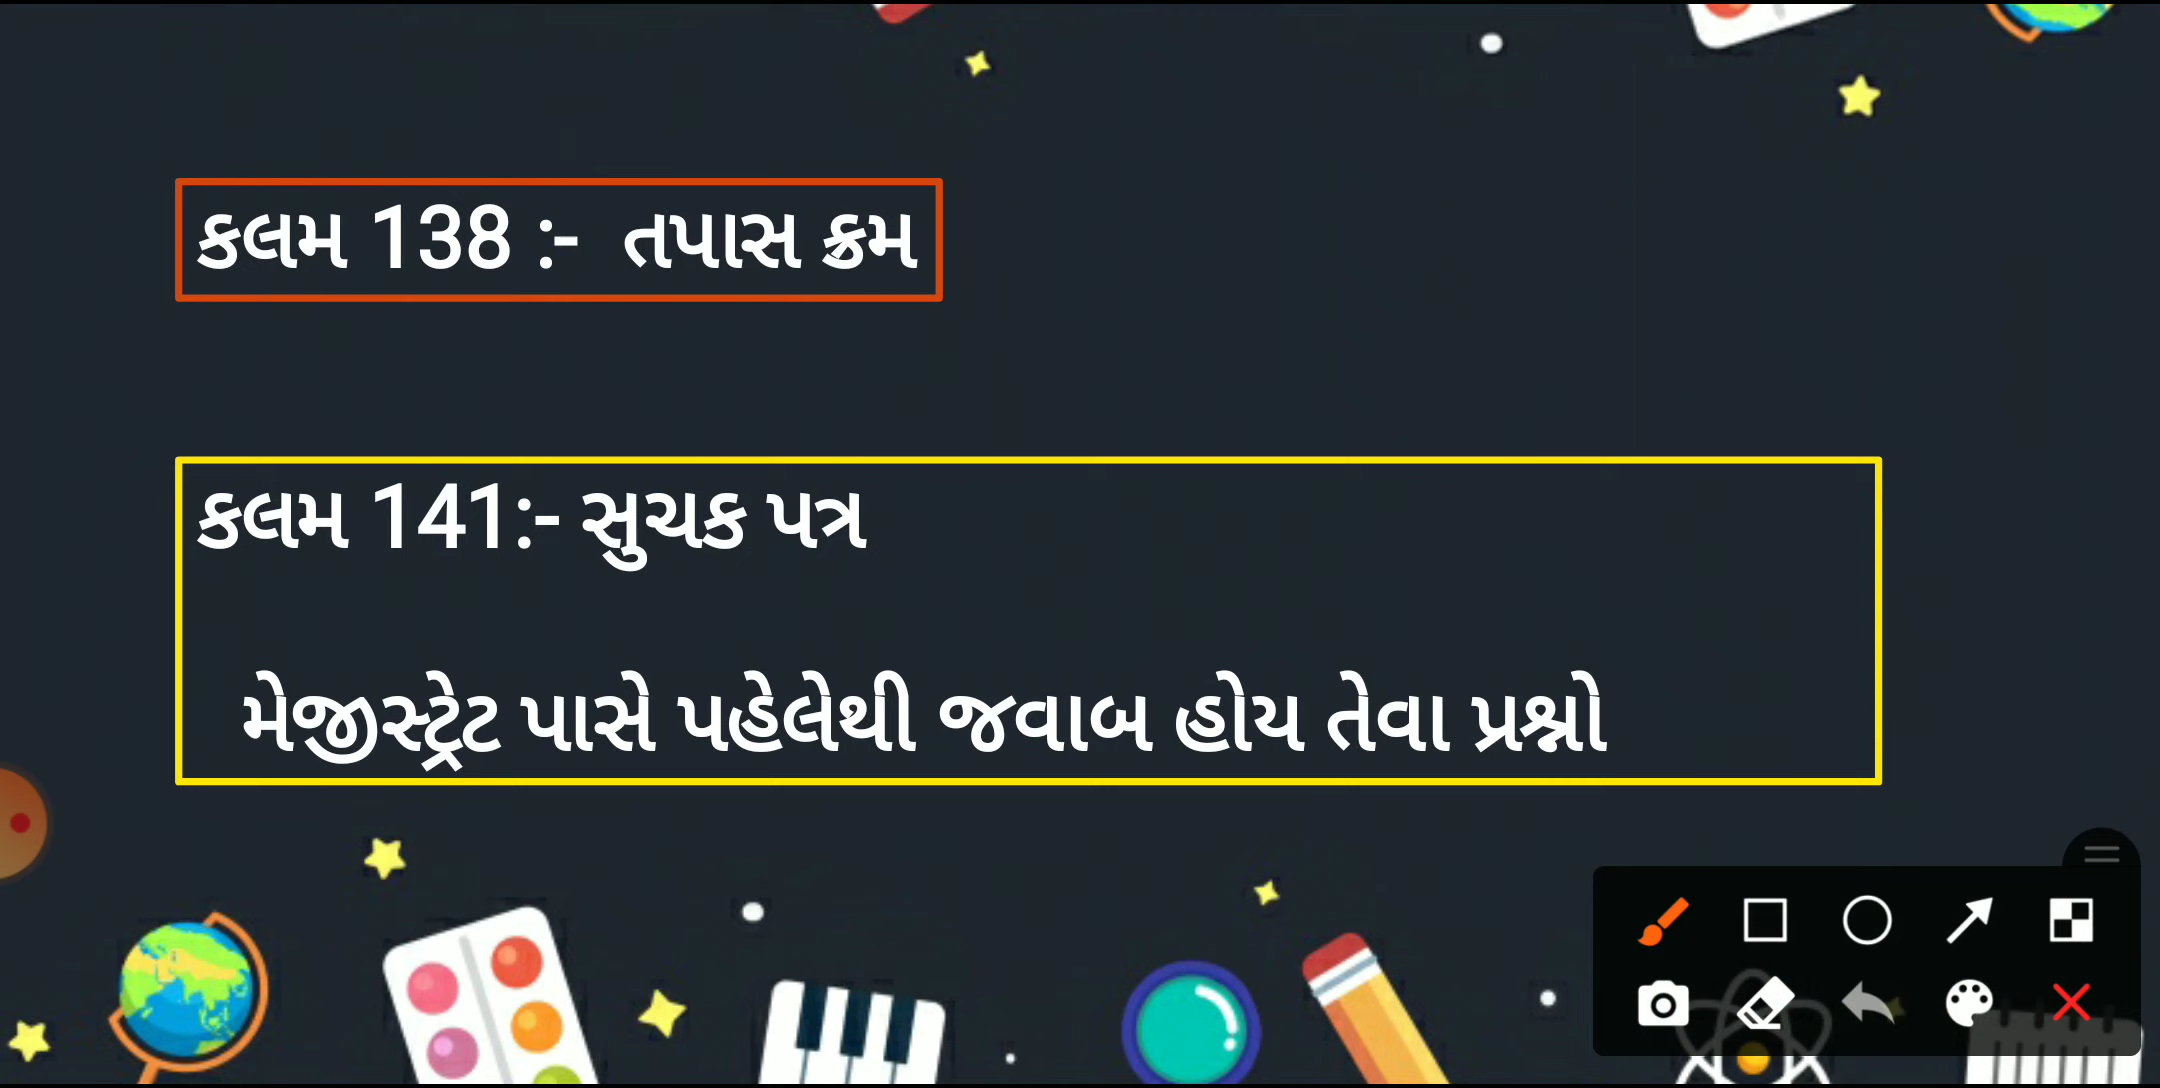 કલમ 138 :- તપાસ ક્રમ
કલમ 141:- સુચક પત્ર
મેજીસ્ટ્રેટ પાસે પહેલેથી જવાબ હોય તેવા પ્રશ્નો